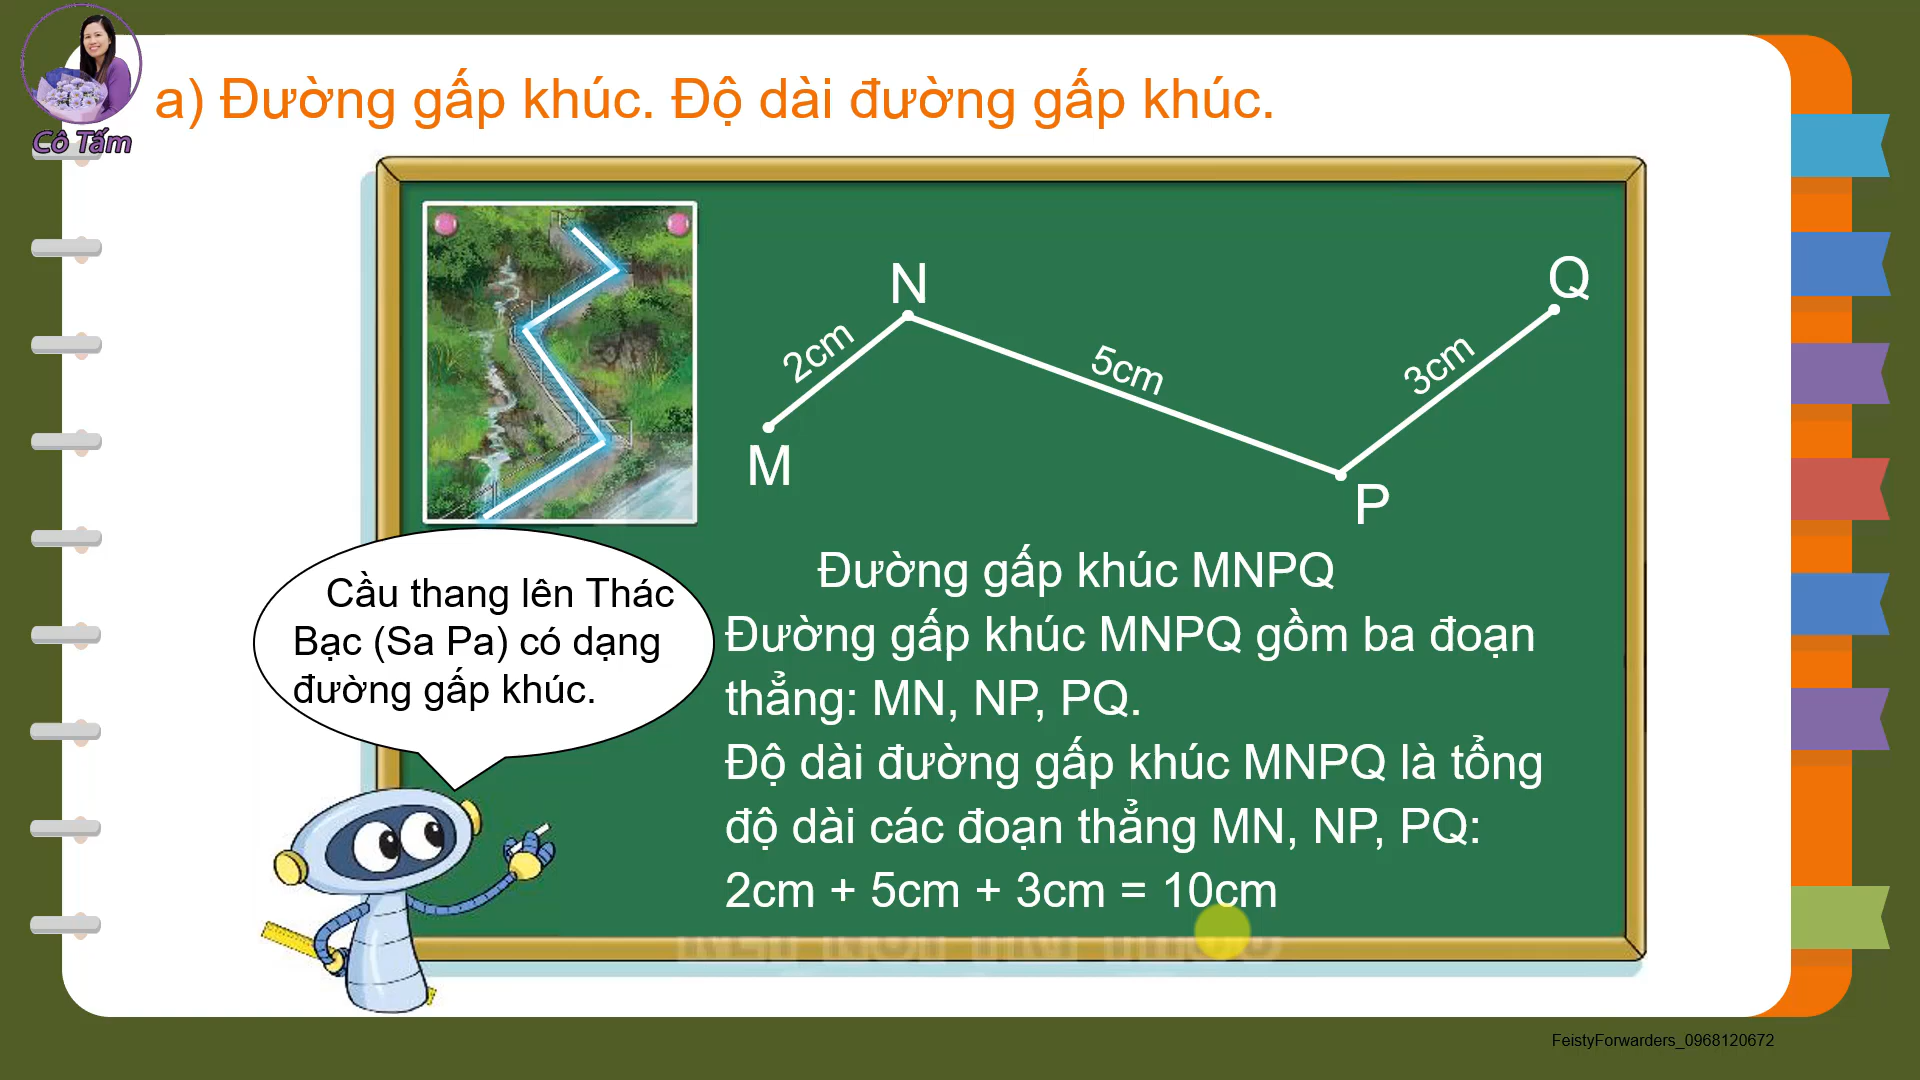 Cô Tấm
a) Đường gấp khúc. Độ dài đường gấp khúc.
N
Q
2cm
5cm
3cm
M
P
Đường gấp khúc MNPQ
Cầu thang lên Thác
Bạc (Sa Pa) có dạng
đường gấp khúc.
Đường gấp khúc MNPQ gồm ba đoạn
thẳng: MN, NP, PQ.
Độ dài đường gấp khúc MNPQ là tổng
độ dài các đoạn thẳng MN, NP, PQ:
2cm + 5cm + 3cm = 10cm
FeistyForwarders_0968120672